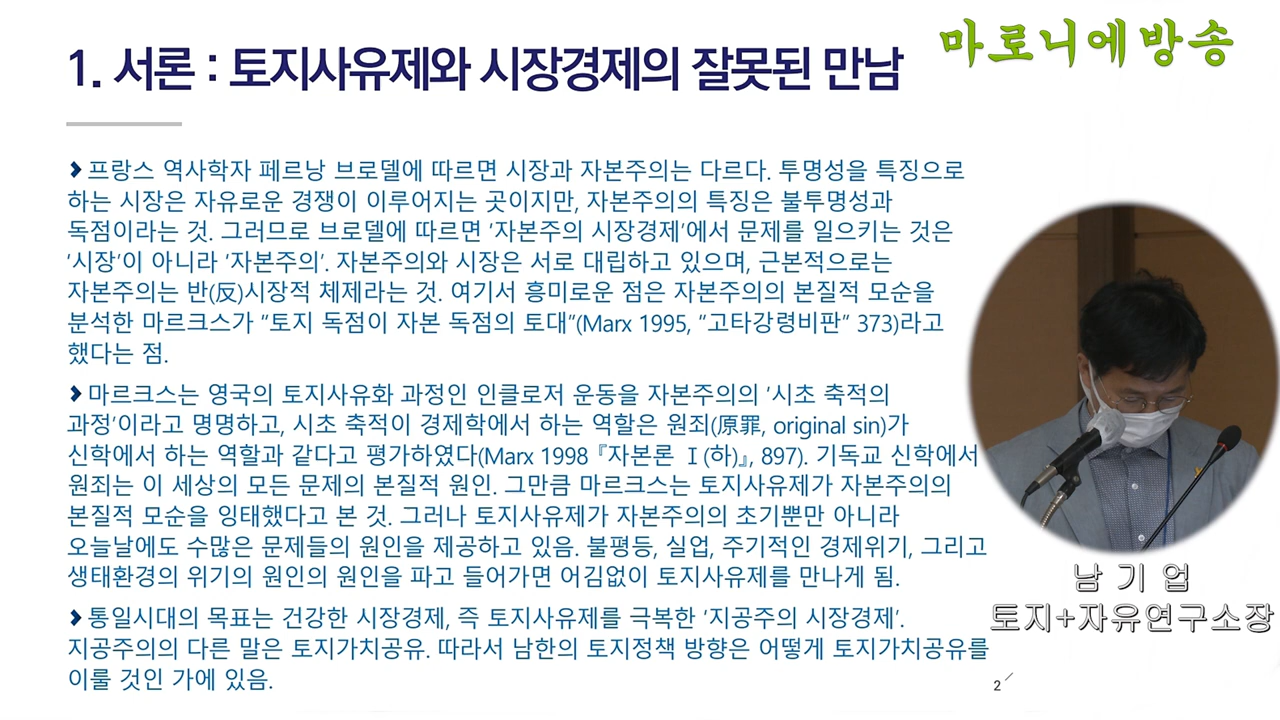 1. 서론 : 토지사유제와 시장경제의 잘못된 만남
마로니에방송
❯프랑스 역사학자 페르낭 브로델에 따르면 시장과 자본주의는 다르다. 투명성을 특징으로
하는 시장은 자유로운 경쟁이 이루어지는 곳이지만, 자본주의의 특징은 불투명성과
독점이라는 것. 그러므로 브로델에 따르면 '자본주의 시장경제'에서 문제를 일으키는 것은
'시장'이 아니라 '자본주의'. 자본주의와 시장은 서로 대립하고 있으며, 근본적으로는
자본주의는 반(反)시장적 체제라는 것. 여기서 흥미로운 점은 자본주의의 본질적 모순을
분석한 마르크스가 "토지 독점이 자본 독점의 토대"(Marx 1995, "고타강령비판" 373)라고
했다는 점.
❯마르크스는 영국의 토지사유화 과정인 인클로저 운동을 자본주의의 '시초 축적의
과정'이라고 명명하고, 시초 축적이 경제학에서 하는 역할은 원죄(原罪, original sin)가
신학에서 하는 역할과 같다고 평가하였다(Marx 1998 『자본론 Ⅰ(하)』, 897). 기독교 신학에서
원죄는 이 세상의 모든 문제의 본질적 원인. 그만큼 마르크스는 토지사유제가 자본주의의
본질적 모순을 잉태했다고 본 것. 그러나 토지사유제가 자본주의의 초기뿐만 아니라
오늘날에도 수많은 문제들의 원인을 제공하고 있음. 불평등, 실업, 주기적인 경제위기, 그리고
생태환경의 위기의 원인의 원인을 파고 들어가면 어김없이 토지사유제를 만나게 됨.
❯통일시대의 목표는 건강한 시장경제, 즉 토지사유제를 극복한 '지공주의 시장경제'.
지공주의의 다른 말은 토지가치공유. 따라서 남한의 토지정책 방향은 어떻게 토지가치공유를
이룰 것인 가에 있음.
남 기 업
토지+자유연구소장
2